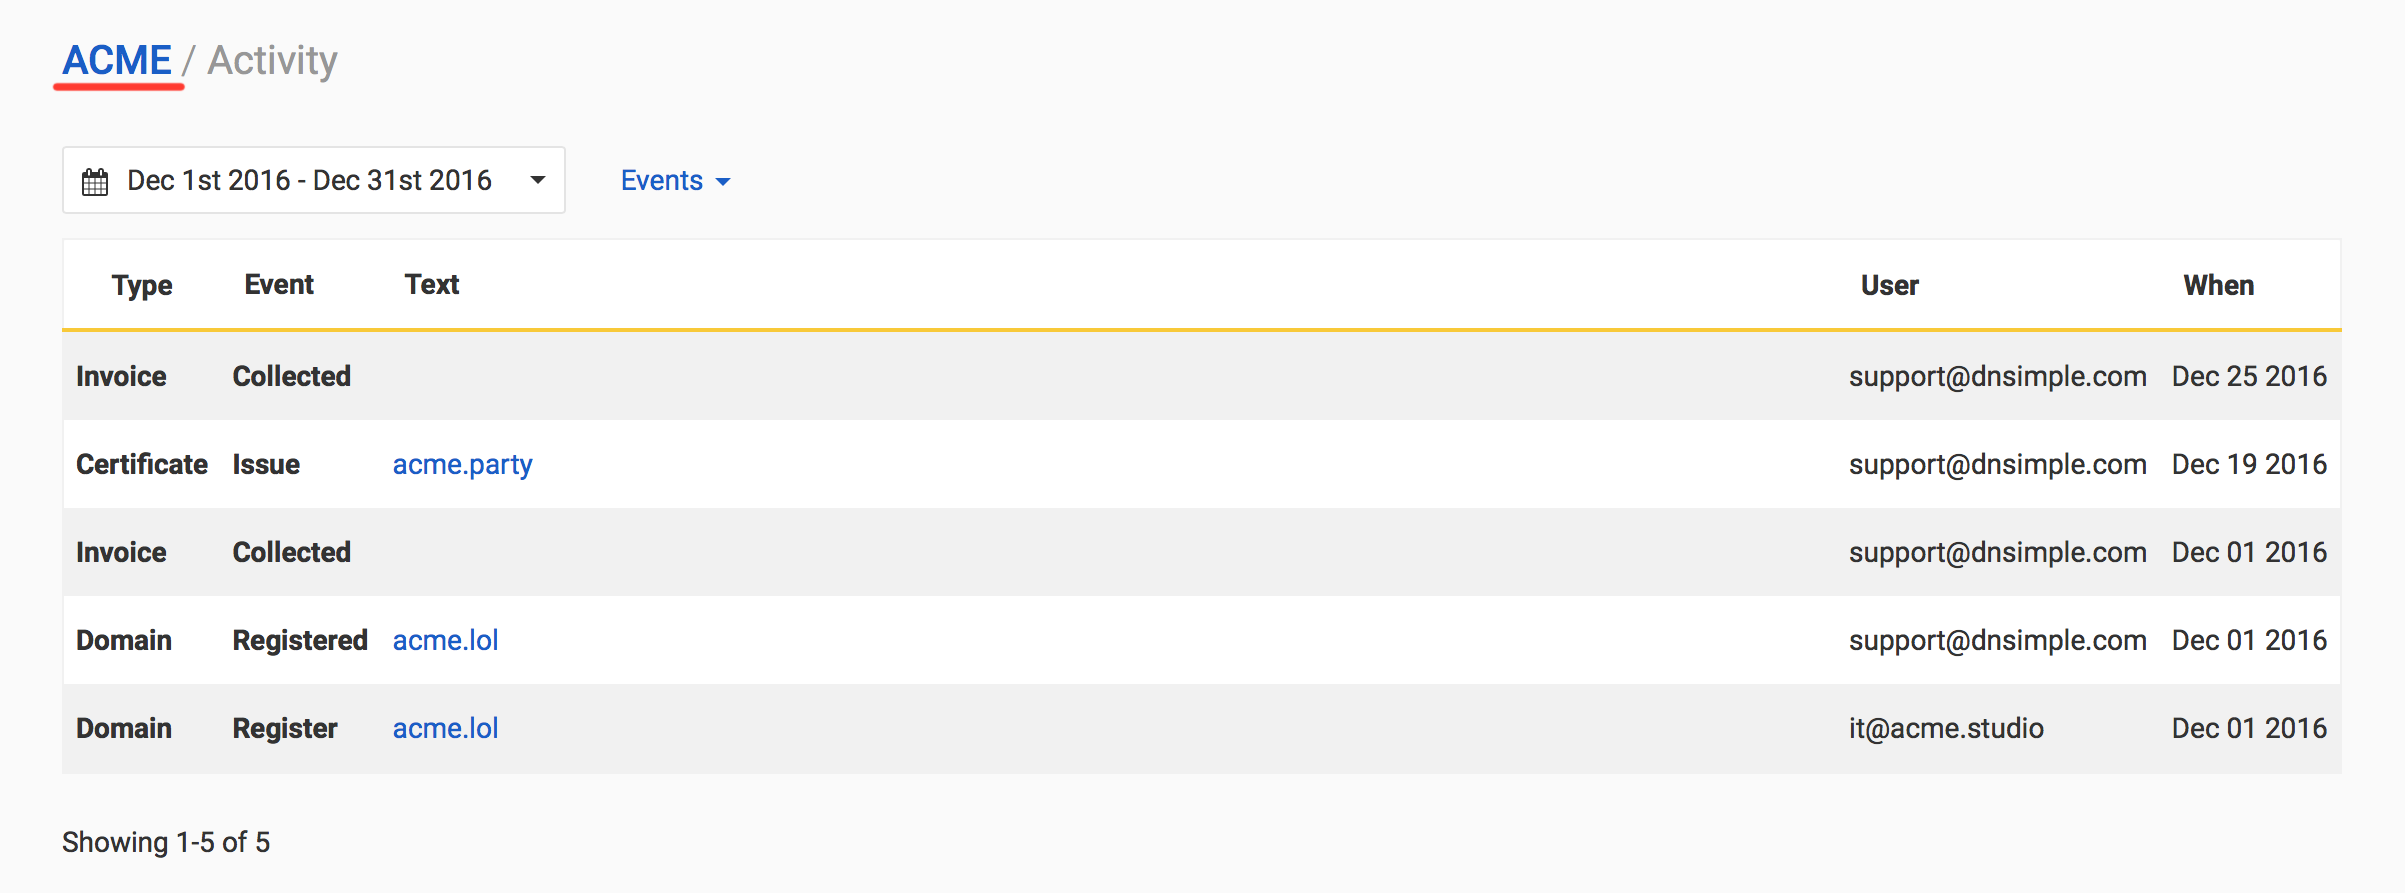 ACME / Activity
Dec 1st 2016 - Dec 31st 2016 Events
Type Event Text User When
Invoice Collected support@dnsimple.com Dec 25 2016
Certificate Issue acme.party support@dnsimple.com Dec 19 2016
Invoice Collected support@dnsimple.com Dec 01 2016
Domain Registered acme.lol support@dnsimple.com Dec 01 2016
Domain Register acme.lol it@acme.studio Dec 01 2016
Showing 1-5 of 5